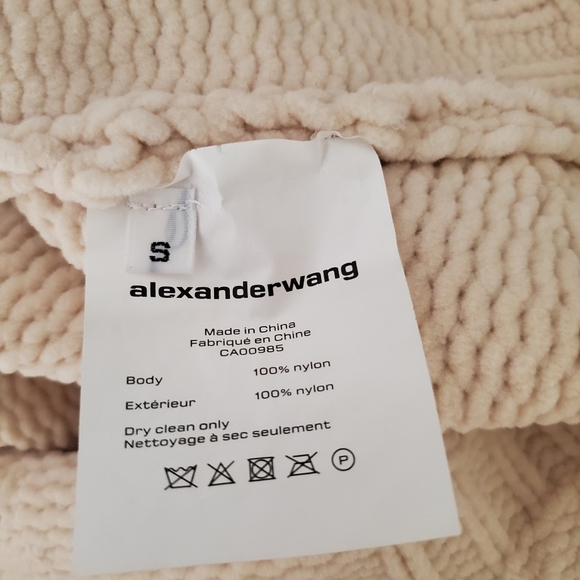 S
alexanderwang
Made in China
Fabriqué en Chine
CA00985
Body 100% nylon
Extérieur 100% nylon
Dry clean only
Nettoyage à sec seulement
P